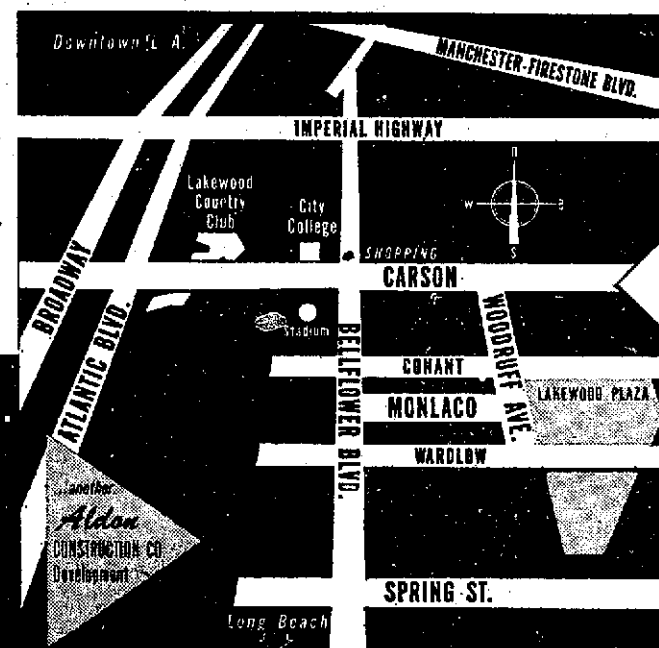 Downtown (L.A.)
MANCHESTER-FIRESTONE BLVD.
IMPERIAL HIGHWAY
Lakewood
Country
Club
City
College
N
W
S
SHOPPING
CARSON
BROADWAY
ATLANTIC BLVD.
Stadium
BELLFLOWER BLVD.
WOODRUFF AVE.
CONANT
LAKEWOOD PLAZA
MONLACO
WARDLOW
...another
Aldon
CONSTRUCTION CO
Development
SPRING ST.
Long Beach